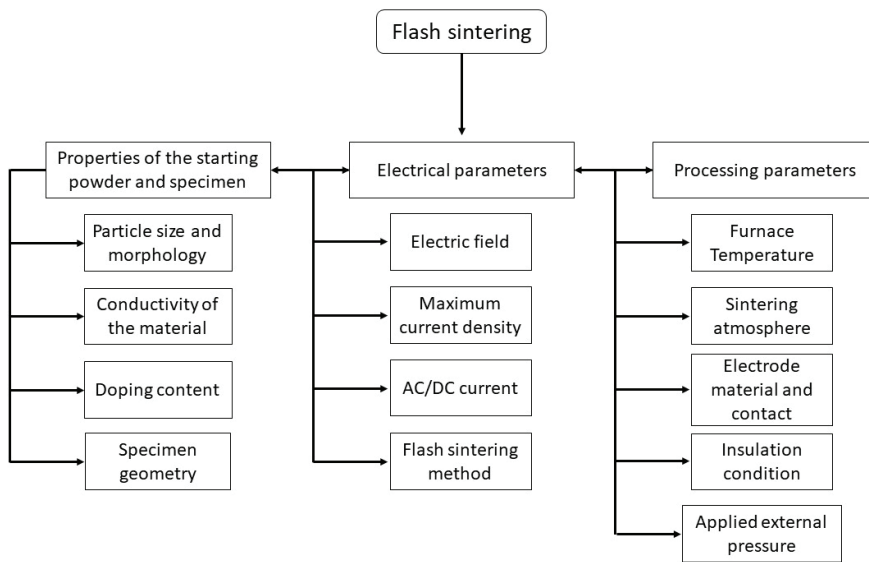 Flash sintering
Properties of the starting
powder and specimen
Electrical parameters
Processing parameters
Particle size and
morphology
Conductivity of
the material
Doping content
Specimen
geometry
Electric field
Maximum
current density
AC/DC current
Flash sintering
method
Furnace
Temperature
Sintering
atmosphere
Electrode
material and
contact
Insulation
condition
Applied external
pressure